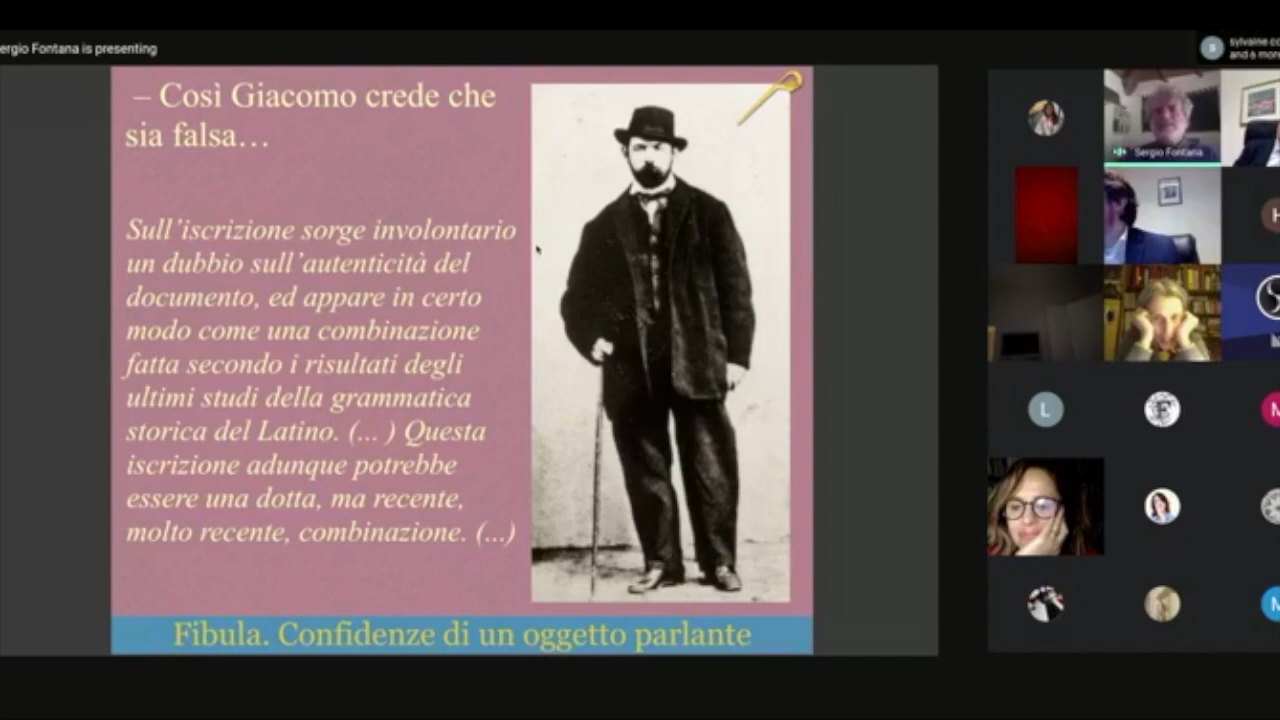 ergio Fontana is presenting
and 6 more
– Così Giacomo crede che
sia falsa…
Sull'iscrizione sorge involontario
un dubbio sull'autenticità del
documento, ed appare in certo
modo come una combinazione
fatta secondo i risultati degli
ultimi studi della grammatica
storica del Latino. (... ) Questa
iscrizione adunque potrebbe
essere una dotta, ma recente,
molto recente, combinazione. (...)
Fibula. Confidenze di un oggetto parlante
Sergio Fontana
H
L
F
M
M